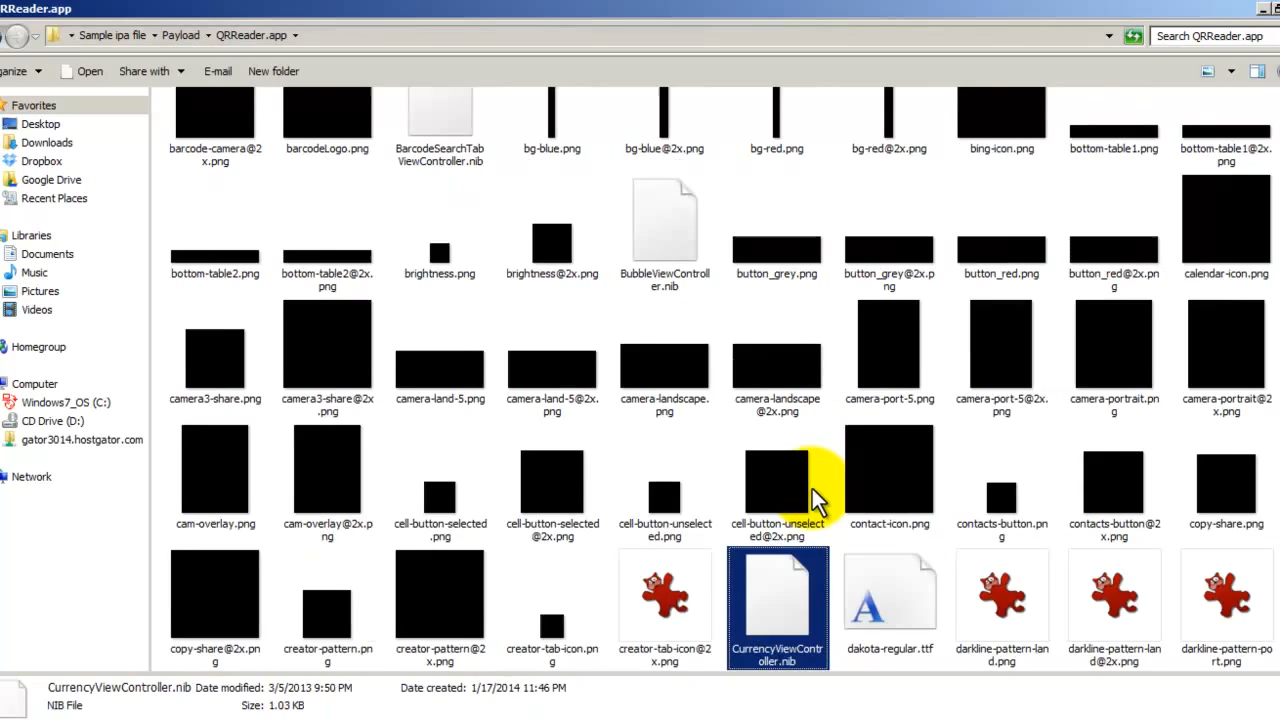 RReader.app
Sample ipa file
Payload
QRReader.app
Search QRReader.app
ganize
Open
Share with
E-mail
New folder
Favorites
Desktop
Downloads
Dropbox
Google Drive
Recent Places
Libraries
Documents
Music
Pictures
Videos
Homegroup
Computer
Windows7_OS (C:)
CD Drive (D:)
gator3014.hostgator.com
Network
barcode-camera@2
x.png
barcodeLogo.png
BarcodeSearchTab
ViewController.nib
bg-blue.png
bg-blue@2x.png
bg-red.png
bg-red@2x.png
bing-icon.png
bottom-table1.png
bottom-table1@2x.
png
bottom-table2.png
bottom-table2@2x.
png
brightness.png
brightness@2x.png
BubbleViewControll
er.nib
button_grey.png
button_grey@2x.p
ng
button_red.png
button_red@2x.pn
g
calendar-icon.png
camera3-share.png
camera3-share@2x
.png
camera-land-5.png
camera-land-5@2x.
png
camera-landscape.
png
camera-landscape
@2x.png
camera-port-5.png
camera-port-5@2x.
png
camera-portrait.pn
g
camera-portrait@2
x.png
cam-overlay.png
cam-overlay@2x.p
ng
cell-button-selected
.png
cell-button-selected
@2x.png
cell-button-unselect
ed.png
cell-button-unselect
ed@2x.png
contact-icon.png
contacts-button.pn
g
contacts-button@2
x.png
copy-share.png
copy-share@2x.pn
g
creator-pattern.pn
g
creator-pattern@2
x.png
creator-tab-icon.pn
g
creator-tab-icon@2
x.png
CurrencyViewContr
oller.nib
dakota-regular.ttf
darkline-pattern-lan
d.png
darkline-pattern-lan
d@2x.png
darkline-pattern-po
rt.png
CurrencyViewController.nib Date modified: 3/5/2013 9:50 PM
Date created: 1/17/2014 11:46 PM
NIB File
Size: 1.03 KB